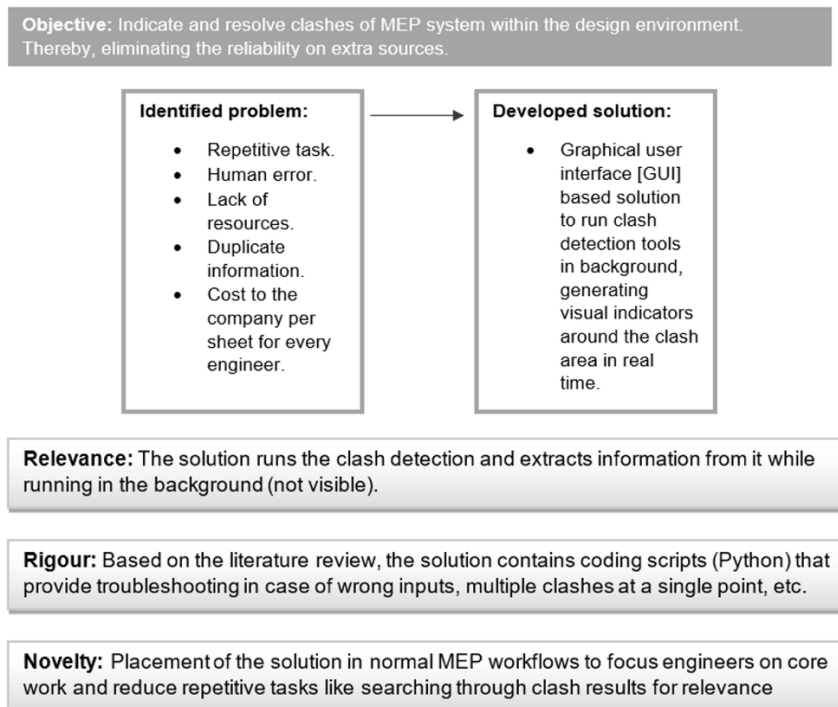 Objective: Indicate and resolve clashes of MEP system within the design environment.
Thereby, eliminating the reliability on extra sources.
Identified problem:
• Repetitive task.
• Human error.
• Lack of
resources.
• Duplicate
information.
• Cost to the
company per
sheet for every
engineer.
Developed solution:
• Graphical user
interface [GUI]
based solution
to run clash
detection tools
in background,
generating
visual indicators
around the clash
area in real
time.
Relevance: The solution runs the clash detection and extracts information from it while
running in the background (not visible).
Rigour: Based on the literature review, the solution contains coding scripts (Python) that
provide troubleshooting in case of wrong inputs, multiple clashes at a single point, etc.
Novelty: Placement of the solution in normal MEP workflows to focus engineers on core
work and reduce repetitive tasks like searching through clash results for relevance